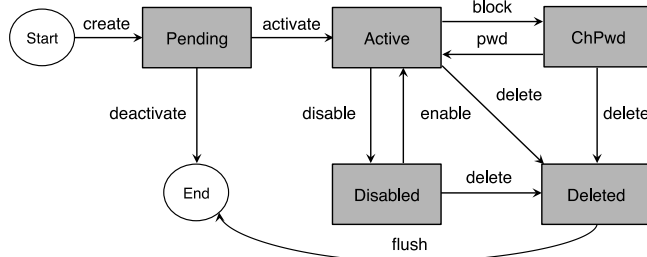 block
create
activate
Start
Pending
Active
pwd
ChPwd
deactivate
disable
enable
delete
delete
End
Disabled
delete
Deleted
flush